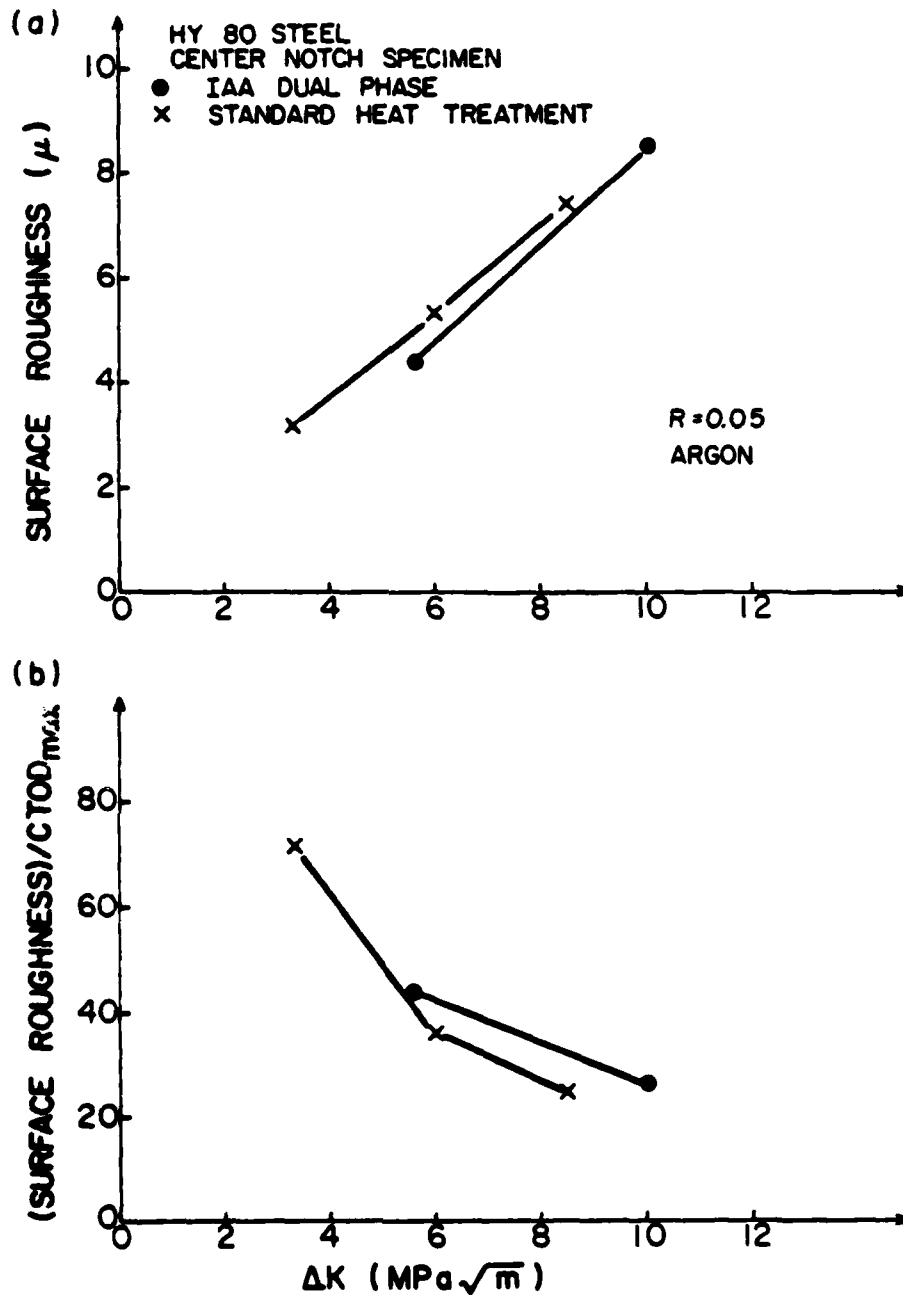 (a)
HY 80 STEEL
CENTER NOTCH SPECIMEN
● IAA DUAL PHASE
× STANDARD HEAT TREATMENT
SURFACE ROUGHNESS (μ)
10
8
6
4
2
0
R=0.05
ARGON
0 2 4 6 8 10 12
(b)
(SURFACE ROUGHNESS)/CTODmax
80
60
40
20
0
0 2 4 6 8 10 12
ΔK (MPa√m)